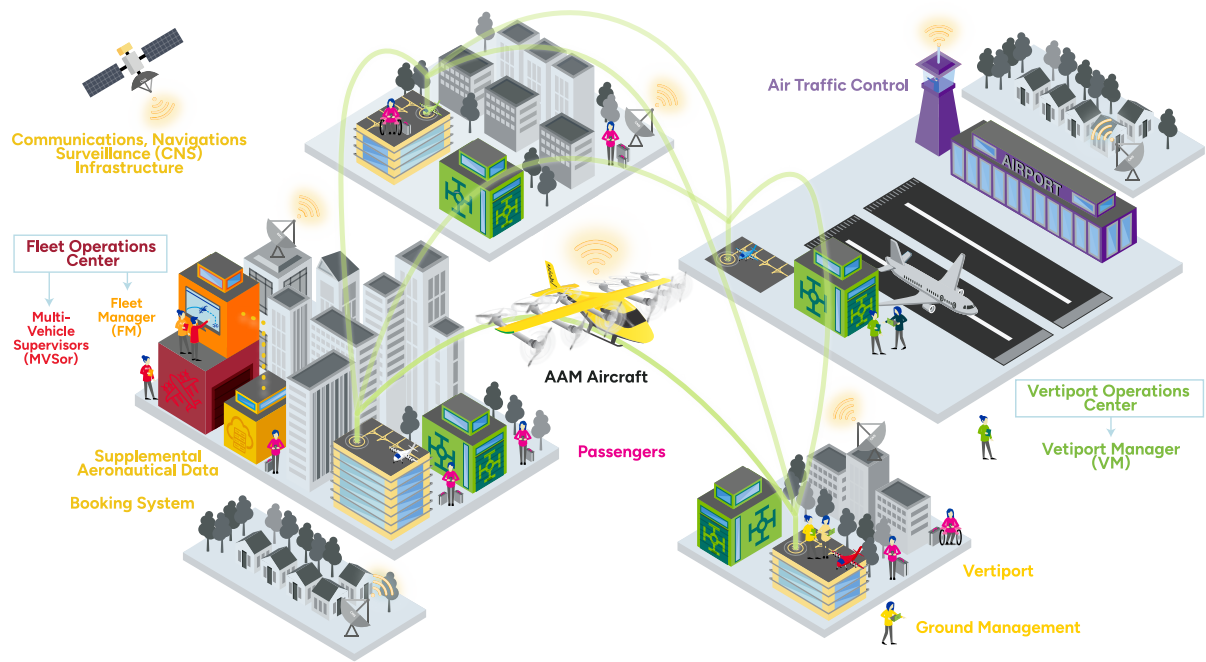 Air Traffic Control
Communications, Navigations
Surveillance (CNS)
Infrastructure
AIRPORT
Fleet Operations
Center
Multi-
Vehicle
Supervisors
(MVSor)
Fleet
Manager
(FM)
AAM Aircraft
Vertiport Operations
Center
Vetiport Manager
(VM)
Passengers
Supplemental
Aeronautical Data
Booking System
Vertiport
Ground Management